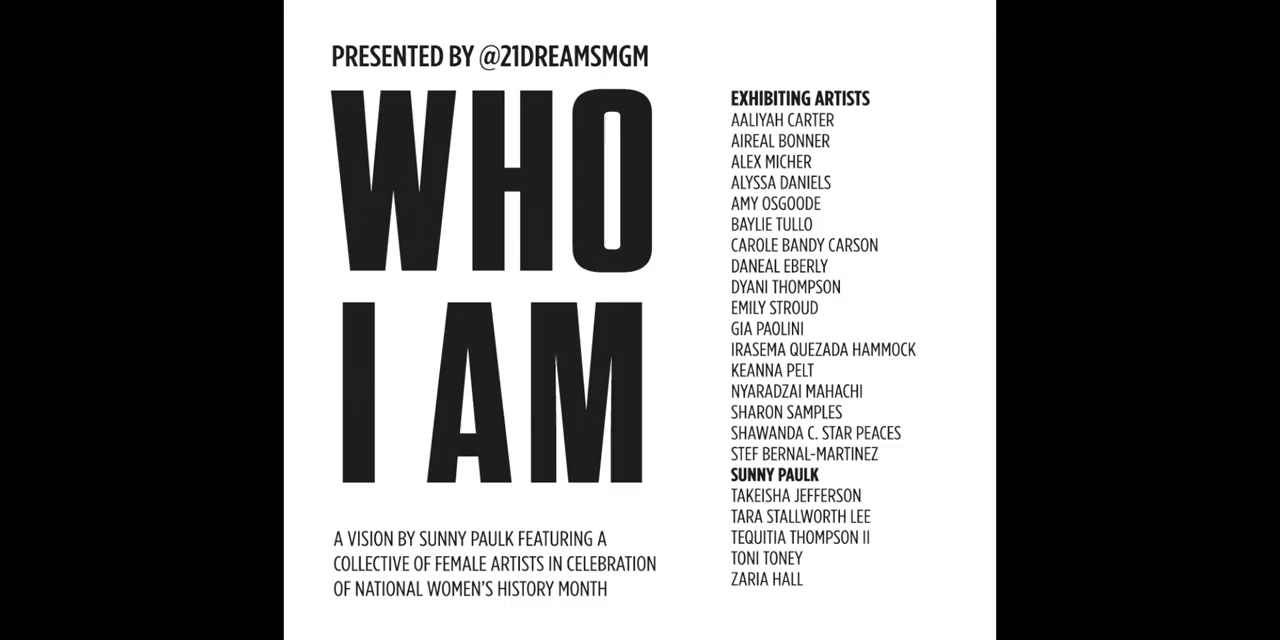 PRESENTED BY @21DREAMSMGM
WHO
I AM
A VISION BY SUNNY PAULK FEATURING A
COLLECTIVE OF FEMALE ARTISTS IN CELEBRATION
OF NATIONAL WOMEN'S HISTORY MONTH
EXHIBITING ARTISTS
AALIYAH CARTER
AIREAL BONNER
ALEX MICHER
ALYSSA DANIELS
AMY OSGOODE
BAYLIE TULLO
CAROLE BANDY CARSON
DANEAL EBERLY
DYANI THOMPSON
EMILY STROUD
GIA PAOLINI
IRASEMA QUEZADA HAMMOCK
KEANNA PELT
NYARADZAI MAHACHI
SHARON SAMPLES
SHAWANDA C. STAR PEACES
STEF BERNAL-MARTINEZ
SUNNY PAULK
TAKEISHA JEFFERSON
TARA STALLWORTH LEE
TEQUITIA THOMPSON II
TONI TONEY
ZARIA HALL